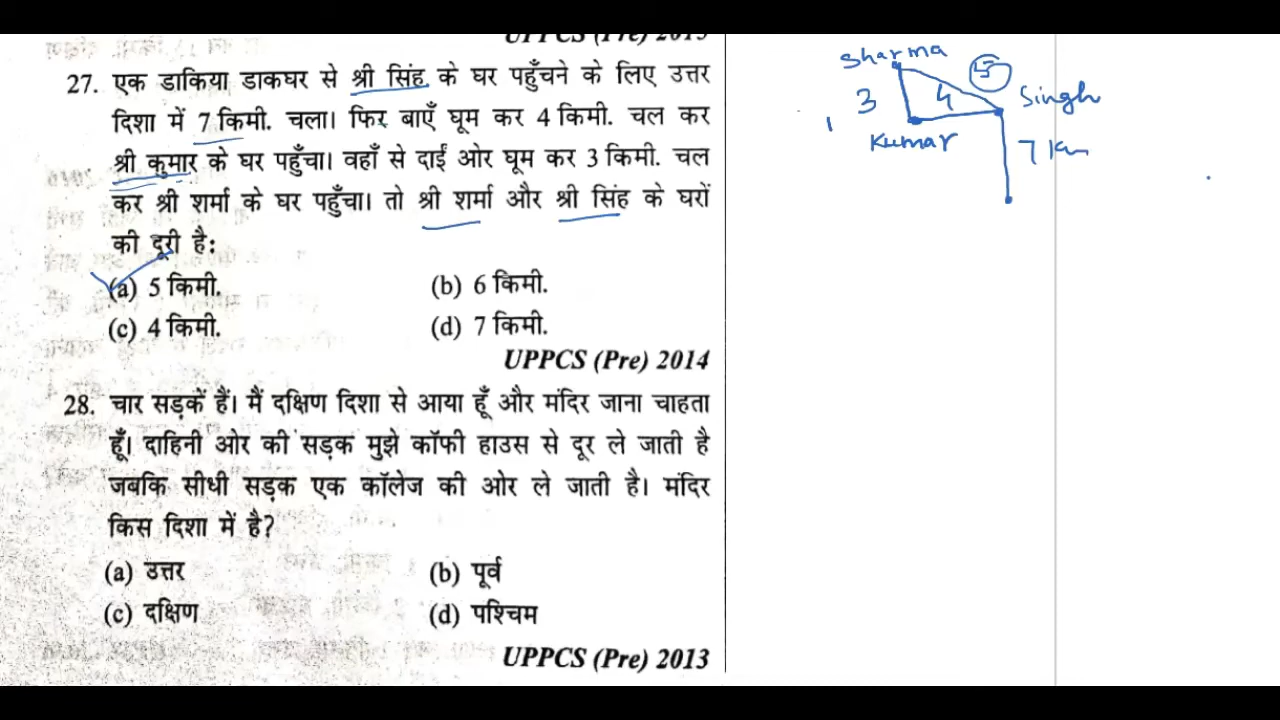 UPPCS (Pre) 2013
Sharma
5
27. एक डाकिया डाकघर से श्री सिंह के घर पहुँचने के लिए उत्तर
3
4
Singh
दिशा में 7 किमी. चला। फिर बाएँ घूम कर 4 किमी. चल कर
Kumar
7 Km
श्री कुमार के घर पहुँचा। वहाँ से दाईं ओर घूम कर 3 किमी. चल
कर श्री शर्मा के घर पहुँचा। तो श्री शर्मा और श्री सिंह के घरों
की दूरी है:
(a) 5 किमी. (b) 6 किमी.
(c) 4 किमी. (d) 7 किमी.
UPPCS (Pre) 2014
28. चार सड़कें हैं। मैं दक्षिण दिशा से आया हूँ और मंदिर जाना चाहता
हूँ। दाहिनी ओर की सड़क मुझे कॉफी हाउस से दूर ले जाती है
जबकि सीधी सड़क एक कॉलेज की ओर ले जाती है। मंदिर
किस दिशा में है?
(a) उत्तर (b) पूर्व
(c) दक्षिण (d) पश्चिम
UPPCS (Pre) 2013